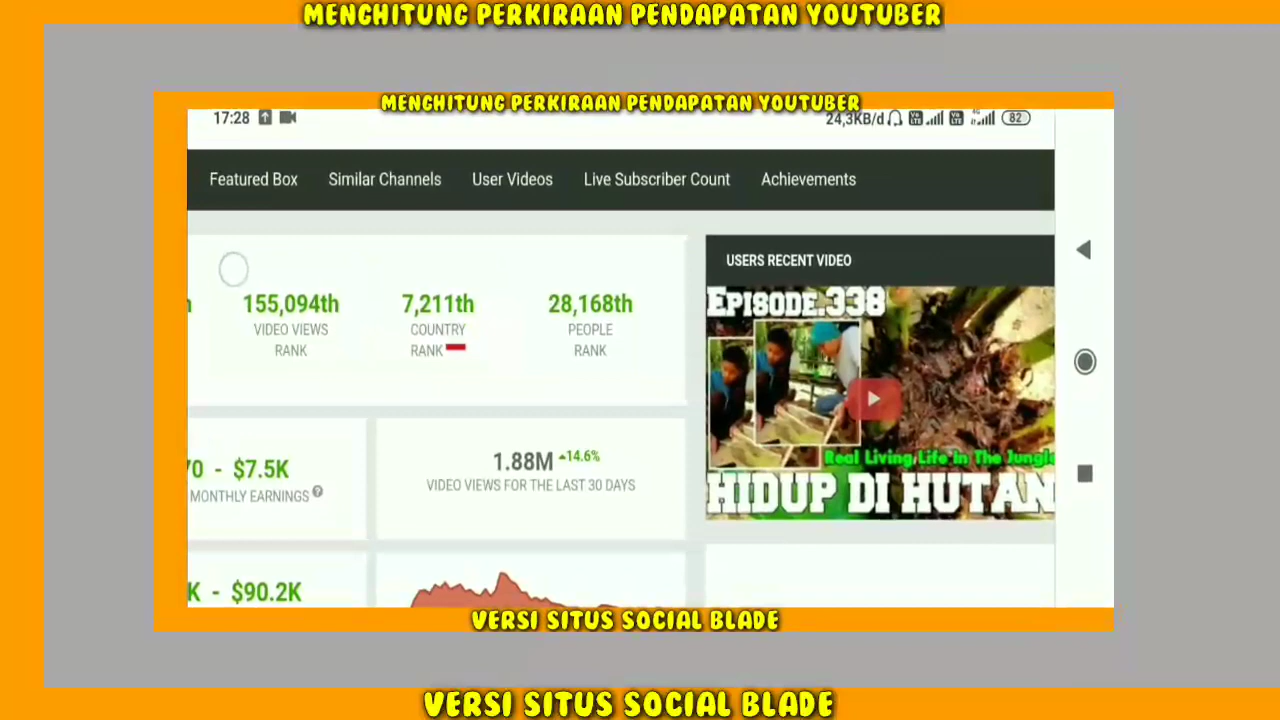 MENGHITUNG PERKIRAAN PENDAPATAN YOUTUBER
MENGHITUNG PERKIRAAN PENDAPATAN YOUTUBER
17:28
24,3KB/d
82
Featured Box Similar Channels User Videos Live Subscriber Count Achievements
155,094th
VIDEO VIEWS
RANK
7,211th
COUNTRY
RANK
28,168th
PEOPLE
RANK
USERS RECENT VIDEO
EPISODE.338
Real Living Life In The Jungle
HIDUP DI HUTAN
0 - $7.5K
MONTHLY EARNINGS
1.88M 14.6%
VIDEO VIEWS FOR THE LAST 30 DAYS
K - $90.2K
VERSI SITUS SOCIAL BLADE
VERSI SITUS SOCIAL BLADE